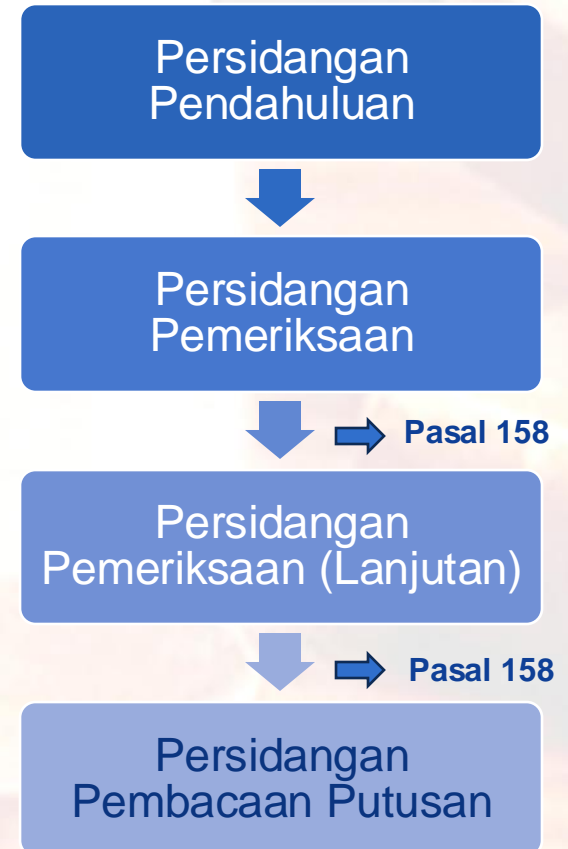 Persidangan
Pendahuluan
Persidangan
Pemeriksaan
Pasal 158
Persidangan
Pemeriksaan (Lanjutan)
Pasal 158
Persidangan
Pembacaan Putusan